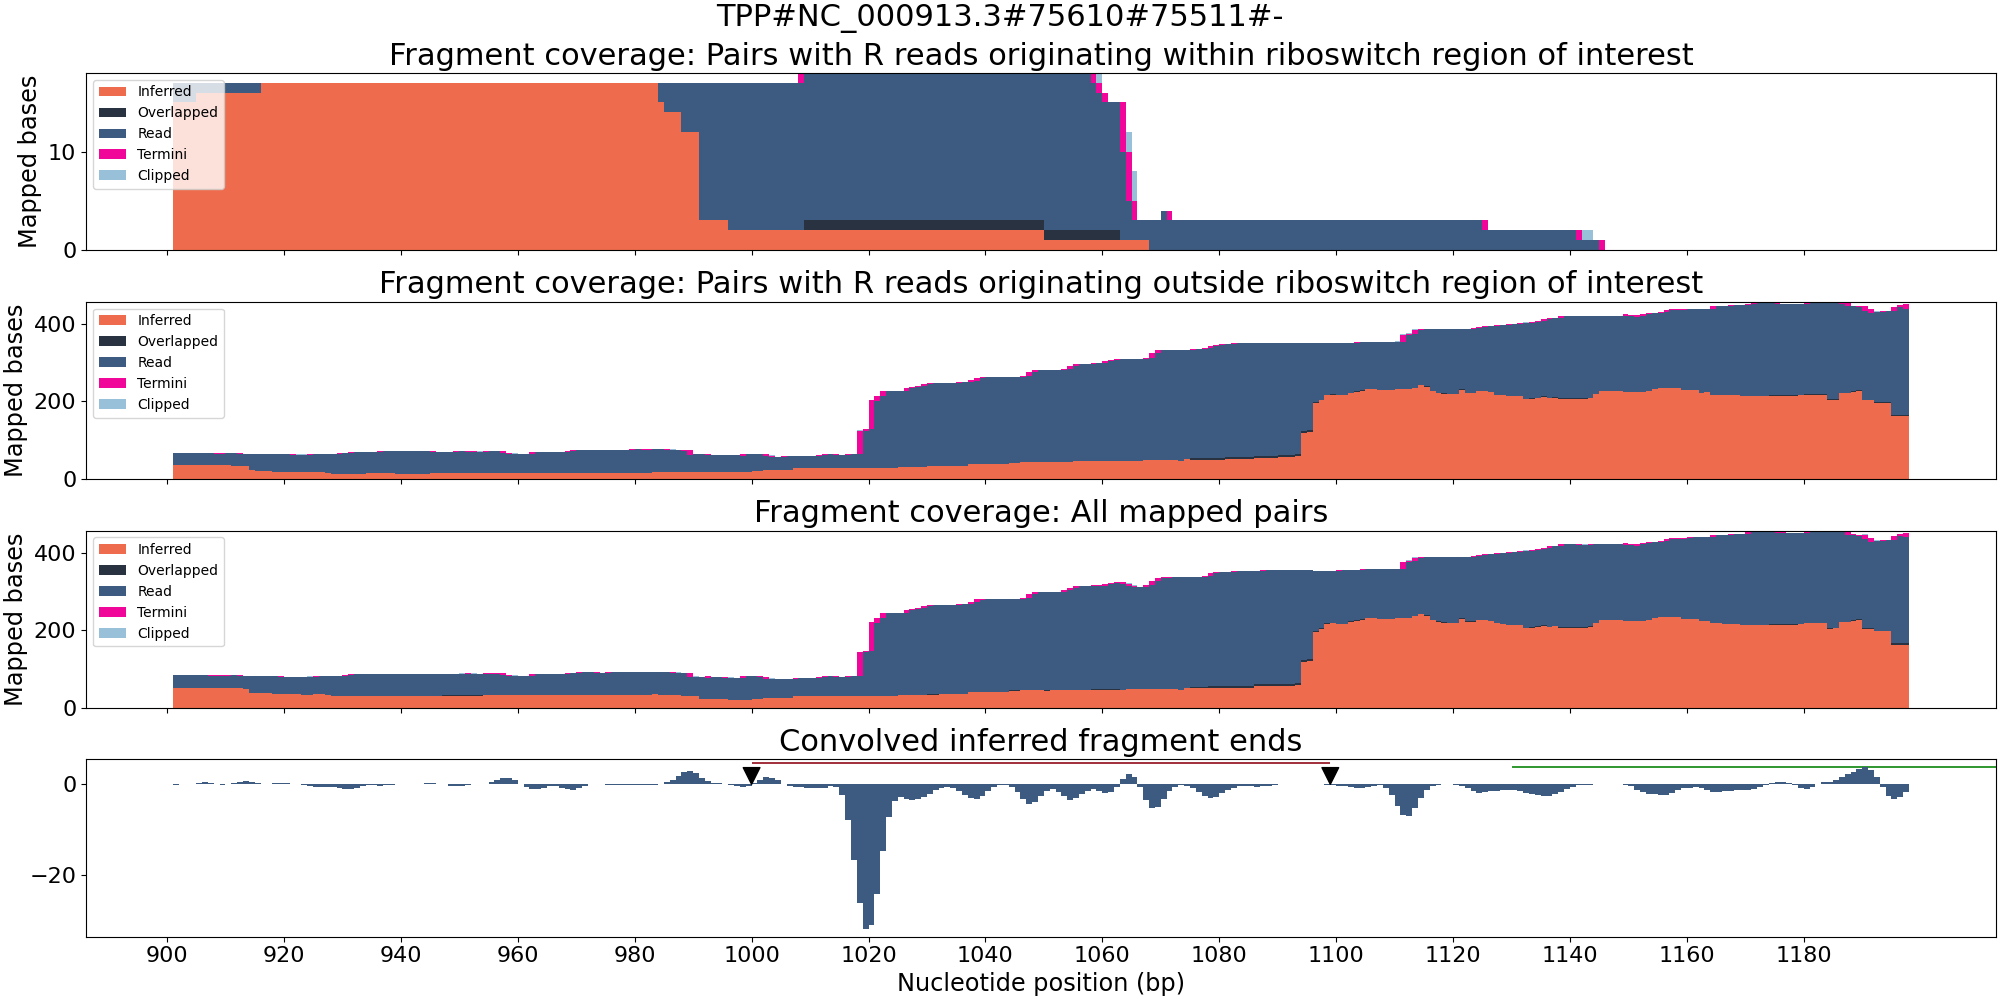 TPP#NC_000913.3#75610#75511#-
Fragment coverage: Pairs with R reads originating within riboswitch region of interest
Mapped bases
10
0
Inferred
Overlapped
Read
Termini
Clipped
Fragment coverage: Pairs with R reads originating outside riboswitch region of interest
Mapped bases
400
200
0
Inferred
Overlapped
Read
Termini
Clipped
Fragment coverage: All mapped pairs
Mapped bases
400
200
0
Inferred
Overlapped
Read
Termini
Clipped
Convolved inferred fragment ends
0
−20
900 920 940 960 980 1000 1020 1040 1060 1080 1100 1120 1140 1160 1180
Nucleotide position (bp)